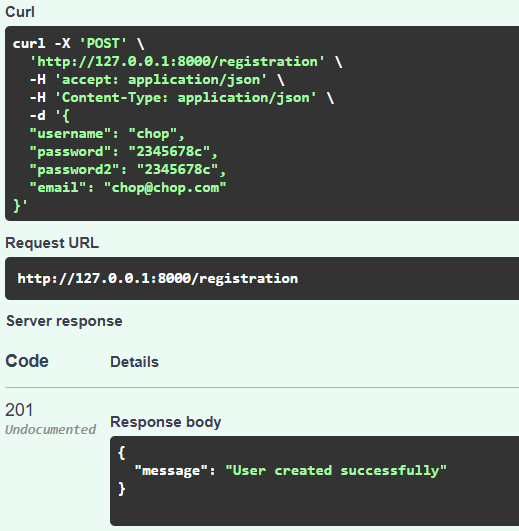 Curl
curl -X 'POST' \
  'http://127.0.0.1:8000/registration' \
  -H 'accept: application/json' \
  -H 'Content-Type: application/json' \
  -d '{
  "username": "chop",
  "password": "2345678c",
  "password2": "2345678c",
  "email": "chop@chop.com"
}'
Request URL
http://127.0.0.1:8000/registration
Server response
Code Details
201
Undocumented
Response body
{
  "message": "User created successfully"
}